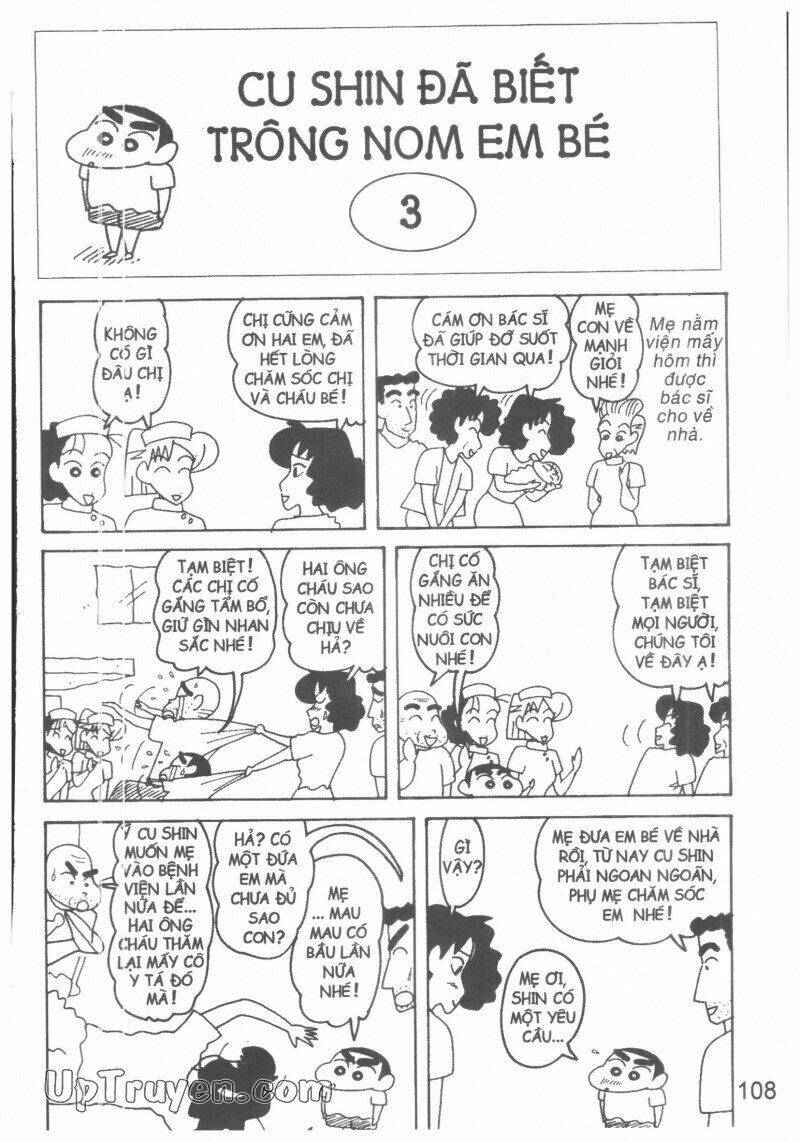 CU SHIN ĐÃ BIẾT
TRÔNG NOM EM BÉ
3
Mẹ nằm
viện mấy
hôm thì
được
bác sĩ
cho về
nhà.
MẸ
CON VỀ
MẠNH
GIỎI
NHÉ!
CÁM ƠN BÁC SĨ
ĐÃ GIÚP ĐỠ SUỐT
THỜI GIAN QUA!
CHỊ CŨNG CẢM
ƠN HAI EM, ĐÃ
HẾT LÒNG
CHĂM SÓC CHỊ
VÀ CHÁU BÉ!
KHÔNG
CÓ GÌ
ĐÂU CHỊ
Ạ!
TẠM BIỆT
BÁC SĨ,
TẠM BIỆT
MỌI NGƯỜI,
CHÚNG TÔI
VỀ ĐÂY Ạ!
CHỊ CỐ
GẮNG ĂN
NHIỀU ĐỂ
CÓ SỨC
NUÔI CON
NHÉ!
HAI ÔNG
CHÁU SAO
CÒN CHƯA
CHỊU VỀ
HẢ?
TẠM BIỆT!
CÁC CHỊ CỐ
GẮNG TẨM BỔ,
GIỮ GÌN NHAN
SẮC NHÉ!
MẸ ĐƯA EM BÉ VỀ NHÀ
RỒI, TỪ NAY CU SHIN
PHẢI NGOAN NGOÃN,
PHỤ MẸ CHĂM SÓC
EM NHÉ!
MẸ ƠI,
SHIN CÓ
MỘT YÊU
CẦU...
GÌ
VẬY?
MẸ
... MAU
MAU CÓ
BẦU LẦN
NỮA
NHÉ!
HẢ? CÓ
MỘT ĐỨA
EM MÀ
CHƯA ĐỦ
SAO
CON?
Ý CU SHIN
MUỐN MẸ
VÀO BỆNH
VIỆN LẦN
NỮA ĐỂ...
HAI ÔNG
CHÁU THĂM
LẠI MẤY CÔ
Y TÁ ĐÓ
MÀ!
UpTruyen.com
108